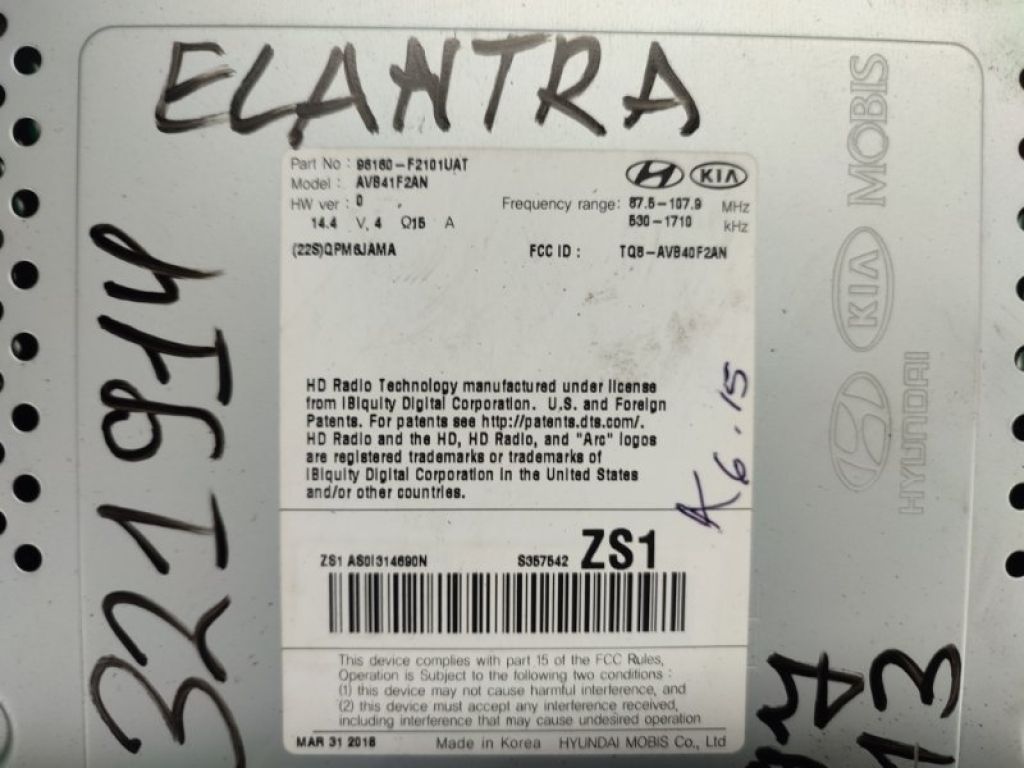 ELANTRA
Part No : 96160-F2101UAT
Model : AVB41F2AN
HW ver : 0
14.4 V, 4 Ω15 A
(22S)QPM6JAMA
HYUNDAI KIA
Frequency range: 87.5-107.9 MHz
530-1710 kHz
FCC ID : TQ8-AVB40F2AN
HD Radio Technology manufactured under license
from iBiquity Digital Corporation. U.S. and Foreign
Patents. For patents see http://patents.dts.com/.
HD Radio and the HD, HD Radio, and "Arc" logos
are registered trademarks or trademarks of
iBiquity Digital Corporation in the United States
and/or other countries.
ZS1 AS0I314690N S357542 ZS1
This device complies with part 15 of the FCC Rules,
Operation is Subject to the following two conditions :
(1) this device may not cause harmful interference, and
(2) this device must accept any interference received,
including interference that may cause undesired operation
MAR 31 2018 Made in Korea HYUNDAI MOBIS Co., Ltd
321914
K6.15
HYUNDAI KIA MOBIS
13